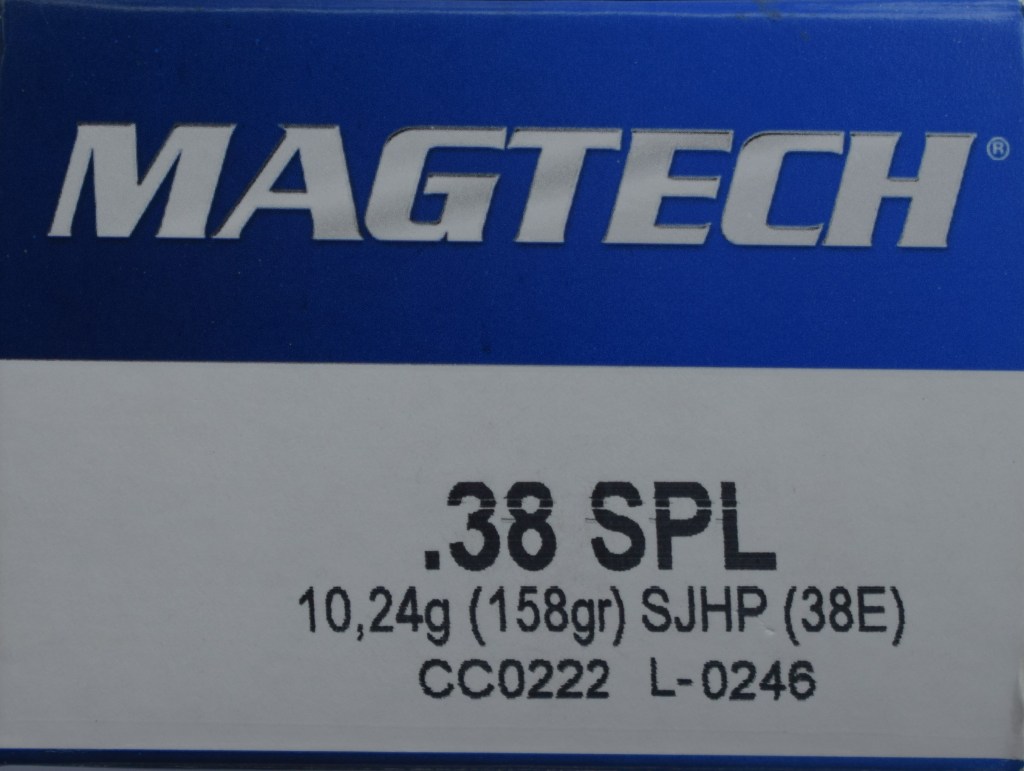 MAGTECH®
.38 SPL
10,24g (158gr) SJHP (38E)
CC0222 L-0246